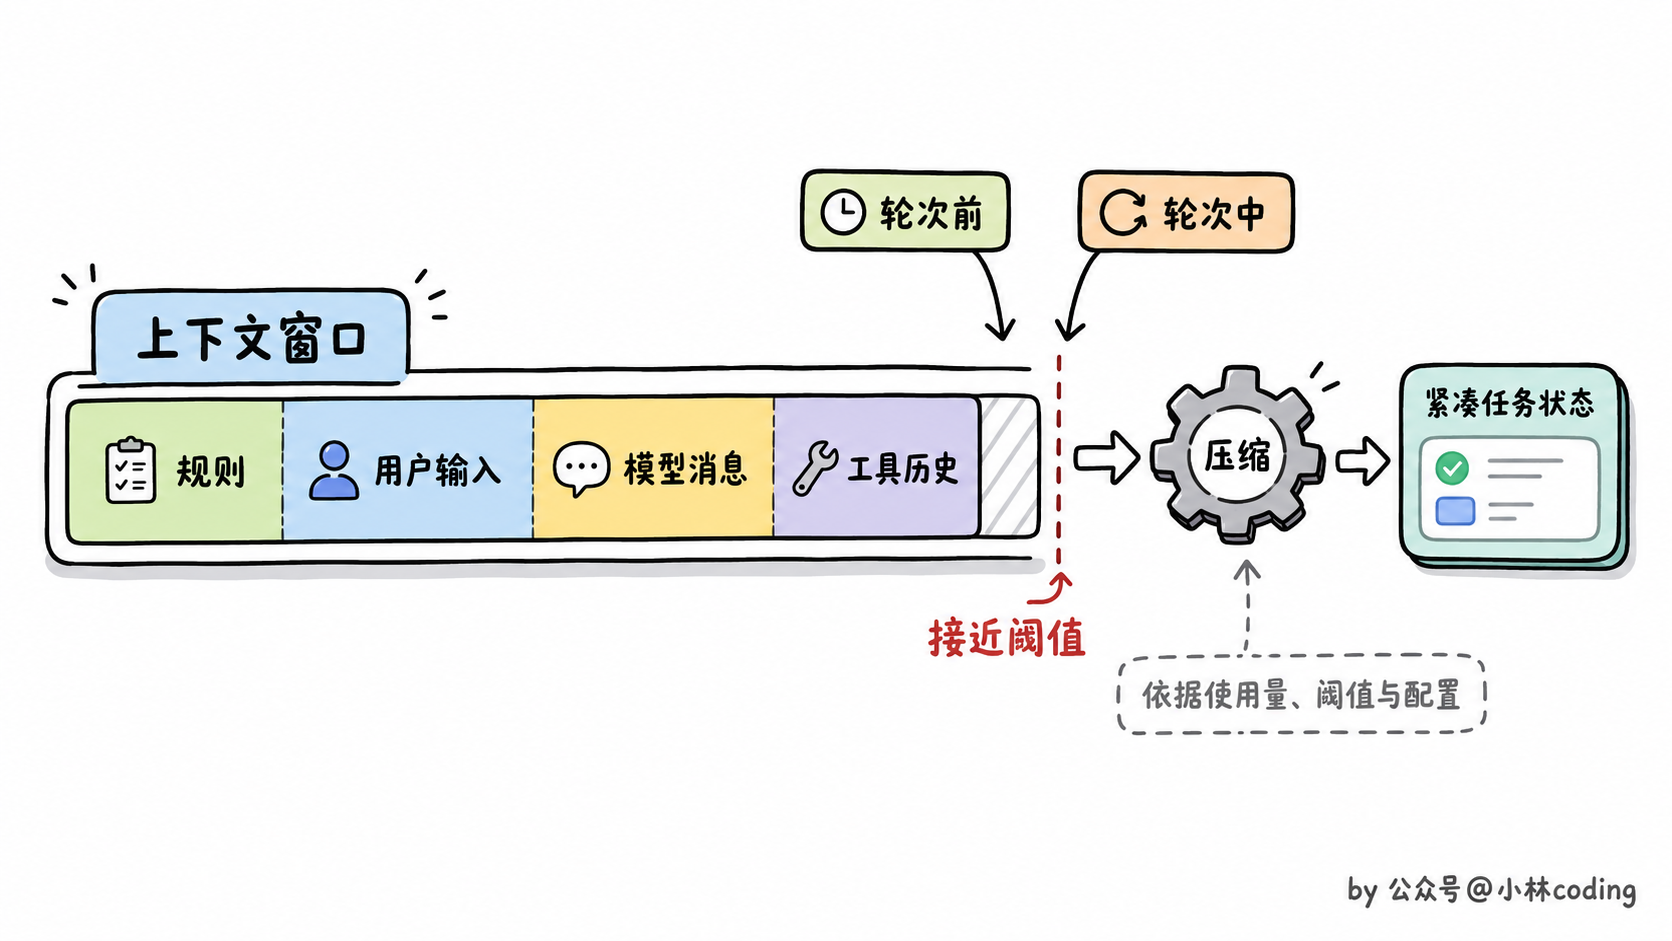 轮次前
轮次中
上下文窗口
规则
用户输入
模型消息
工具历史
压缩
紧凑任务状态
接近阈值
依据使用量、阈值与配置
by 公众号@小林coding